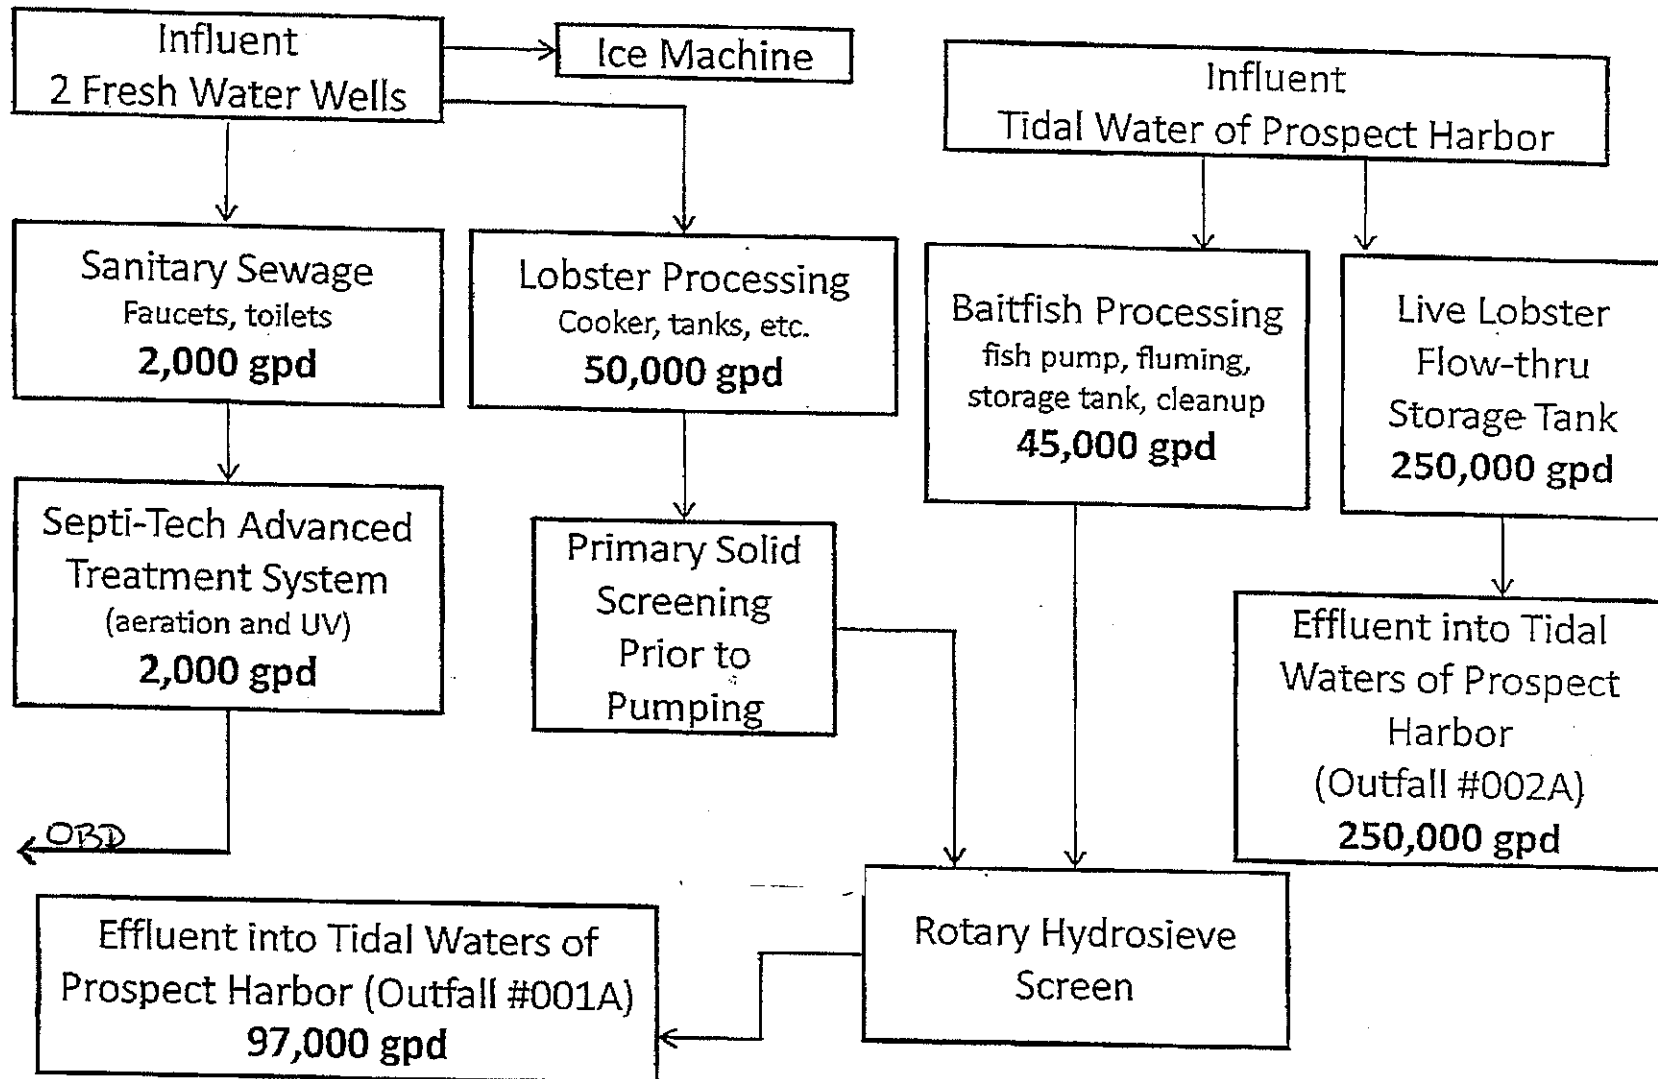 Influent
2 Fresh Water Wells
Ice Machine
Influent
Tidal Water of Prospect Harbor
Sanitary Sewage
Faucets, toilets
2,000 gpd
Lobster Processing
Cooker, tanks, etc.
50,000 gpd
Baitfish Processing
fish pump, fluming,
storage tank, cleanup
45,000 gpd
Live Lobster
Flow-thru
Storage Tank
250,000 gpd
Septi-Tech Advanced
Treatment System
(aeration and UV)
2,000 gpd
Primary Solid
Screening
Prior to
Pumping
Effluent into Tidal
Waters of Prospect
Harbor
(Outfall #002A)
250,000 gpd
OBD
Effluent into Tidal Waters of
Prospect Harbor (Outfall #001A)
97,000 gpd
Rotary Hydrosieve
Screen